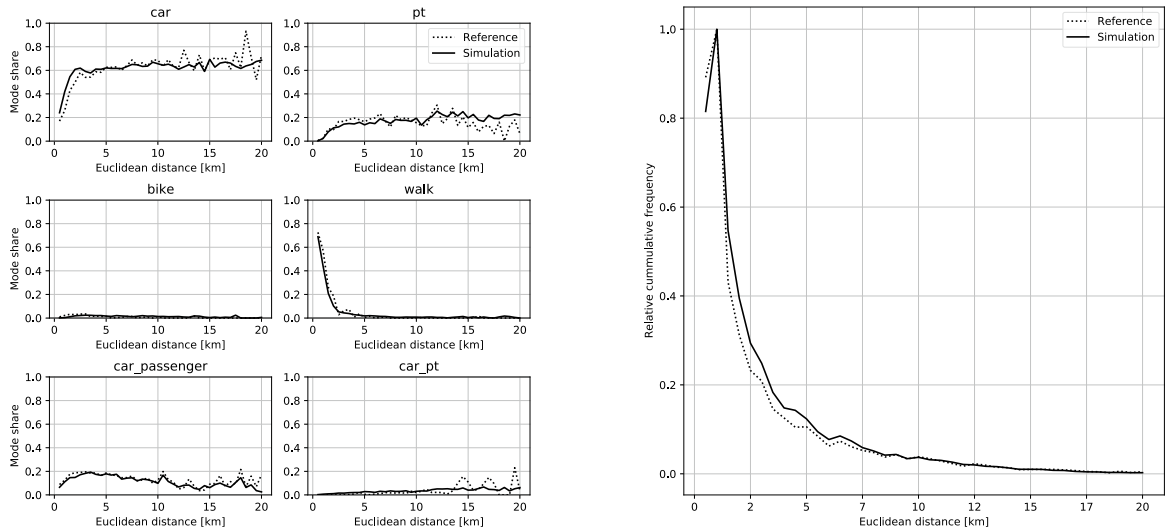 car
1.0
0.8
0.6
0.4
0.2
0.0
0 5 10 15 20
Mode share
Euclidean distance [km]
pt
1.0
0.8
0.6
0.4
0.2
0.0
0 5 10 15 20
Euclidean distance [km]
Reference
Simulation
bike
1.0
0.8
0.6
0.4
0.2
0.0
0 5 10 15 20
Mode share
Euclidean distance [km]
walk
1.0
0.8
0.6
0.4
0.2
0.0
0 5 10 15 20
Euclidean distance [km]
car_passenger
1.0
0.8
0.6
0.4
0.2
0.0
0 5 10 15 20
Mode share
Euclidean distance [km]
car_pt
1.0
0.8
0.6
0.4
0.2
0.0
0 5 10 15 20
Euclidean distance [km]
Reference
Simulation
1.0
0.8
0.6
0.4
0.2
0.0
Relative cummulative frequency
0 2 5 7 10 12 15 17 20
Euclidean distance [km]